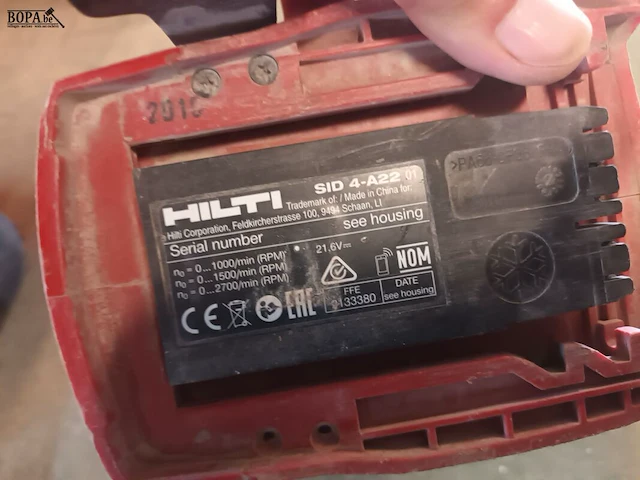 BOPA.be
HILTI
SID 4-A22 01
Trademark of: / Made in China for:
Hilti Corporation, Feldkircherstrasse 100, 9494 Schaan, LI
Serial number see housing
n0 = 0...1000/min (RPM)
n0 = 0...1500/min (RPM)
n0 = 0...2700/min (RPM)
21.6V
NOM
CE EAC
FFE
DATE
see housing